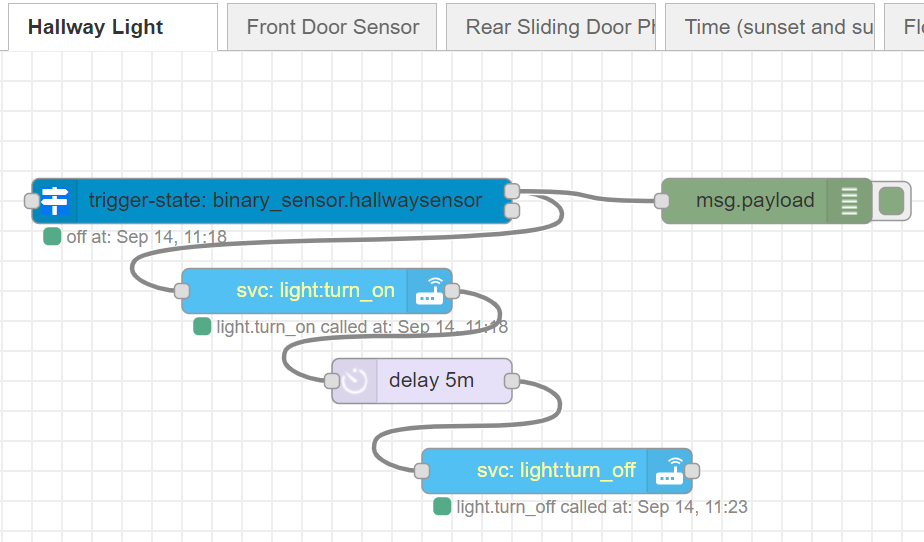 Hallway Light
Front Door Sensor
Rear Sliding Door Ph
Time (sunset and su
Flo
trigger-state: binary_sensor.hallwaysensor
msg.payload
off at: Sep 14, 11:18
svc: light:turn_on
light.turn_on called at: Sep 14, 11:18
delay 5m
svc: light:turn_off
light.turn_off called at: Sep 14, 11:23